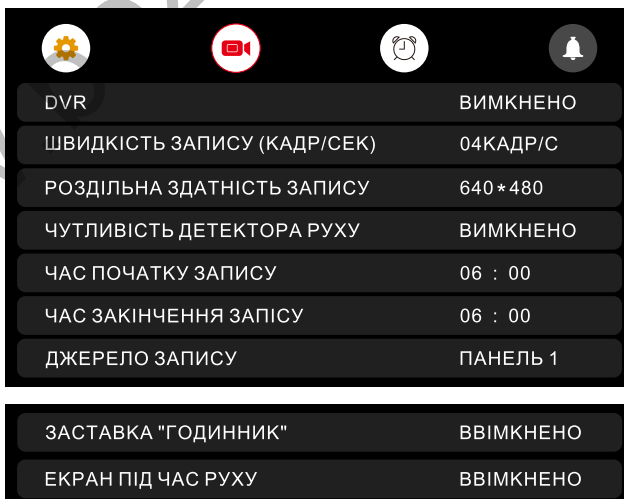 DVR ВИМКНЕНО
ШВИДКІСТЬ ЗАПИСУ (КАДР/СЕК) 04КАДР/С
РОЗДІЛЬНА ЗДАТНІСТЬ ЗАПИСУ 640*480
ЧУТЛИВІСТЬ ДЕТЕКТОРА РУХУ ВИМКНЕНО
ЧАС ПОЧАТКУ ЗАПИСУ 06 : 00
ЧАС ЗАКІНЧЕННЯ ЗАПІСУ 06 : 00
ДЖЕРЕЛО ЗАПИСУ ПАНЕЛЬ 1
ЗАСТАВКА "ГОДИННИК" ВВІМКНЕНО
ЕКРАН ПІД ЧАС РУХУ ВВІМКНЕНО